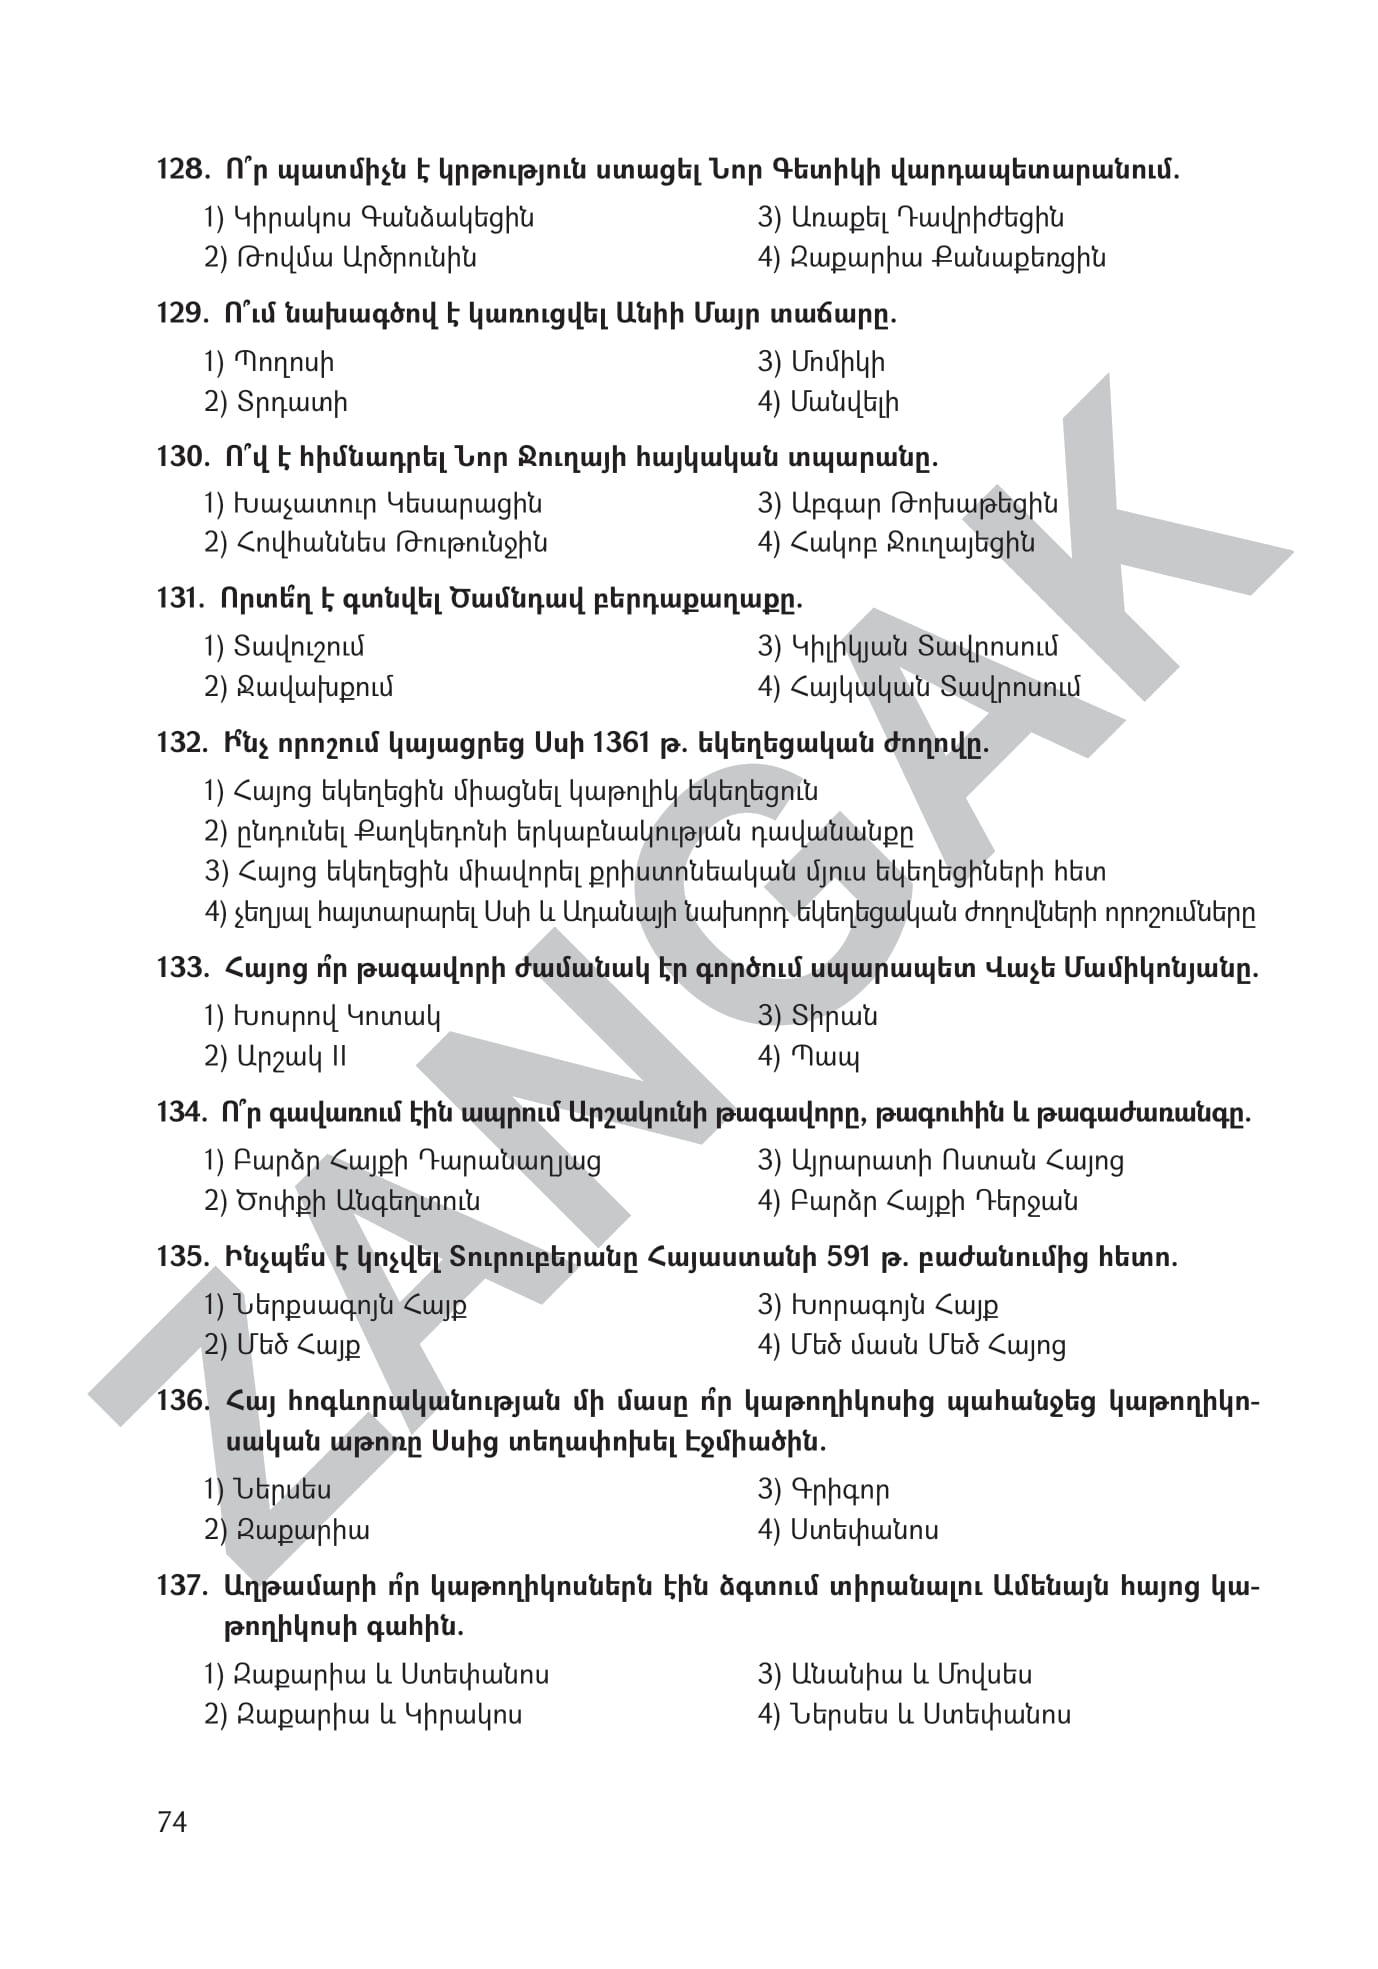 128. Ո՞ր պատմիչն է կրթություն ստացել Նոր Գետիկի վարդապետարանում.
1) Կիրակոս Գանձակեցին
3) Առաքել Դավրիժեցին
2) Թովմա Արծրունին
4) Զաքարիա Քանաքեռցին
129. Ո՞ւմ նախագծով է կառուցվել Անիի Մայր տաճարը.
1) Պողոսի
3) Մոմիկի
2) Տրդատի
4) Մանվելի
130. Ո՞վ է հիմնադրել Նոր Ջուղայի հայկական տպարանը.
1) Խաչատուր Կեսարացին
3) Աբգար Թոխաթեցին
2) Հովհաննես Թութունջին
4) Հակոբ Ջուղայեցին
131. Որտե՞ղ է գտնվել Ծամնդավ բերդաքաղաքը.
1) Տավուշում
3) Կիլիկյան Տավրոսում
2) Ջավախքում
4) Հայկական Տավրոսում
132. Ի՞նչ որոշում կայացրեց Սսի 1361 թ. եկեղեցական ժողովը.
1) Հայոց եկեղեցին միացնել կաթոլիկ եկեղեցուն
2) ընդունել Քաղկեդոնի երկաբնակության դավանանքը
3) Հայոց եկեղեցին միավորել քրիստոնեական մյուս եկեղեցիների հետ
4) չեղյալ հայտարարել Սսի և Ադանայի նախորդ եկեղեցական ժողովների որոշումները
133. Հայոց ո՞ր թագավորի ժամանակ էր գործում սպարապետ Վաչե Մամիկոնյանը.
1) Խոսրով Կոտակ
3) Տիրան
2) Արշակ II
4) Պապ
134. Ո՞ր գավառում էին ապրում Արշակունի թագավորը, թագուհին և թագաժառանգը.
1) Բարձր Հայքի Դարանաղյաց
3) Այրարատի Ոստան Հայոց
2) Ծոփքի Անգեղտուն
4) Բարձր Հայքի Դերջան
135. Ինչպե՞ս է կոչվել Տուրուբերանը Հայաստանի 591 թ. բաժանումից հետո.
1) Ներքսագոյն Հայք
3) Խորագոյն Հայք
2) Մեծ Հայք
4) Մեծ մասն Մեծ Հայոց
136. Հայ հոգևորականության մի մասը ո՞ր կաթողիկոսից պահանջեց կաթողիկո-
սական աթոռը Սսից տեղափոխել Էջմիածին.
1) Ներսես
3) Գրիգոր
2) Զաքարիա
4) Ստեփանոս
137. Աղթամարի ո՞ր կաթողիկոսներն էին ձգտում տիրանալու Ամենայն հայոց կա-
թողիկոսի գահին.
1) Զաքարիա և Ստեփանոս
3) Անանիա և Մովսես
2) Զաքարիա և Կիրակոս
4) Ներսես և Ստեփանոս
74
ZANGAK